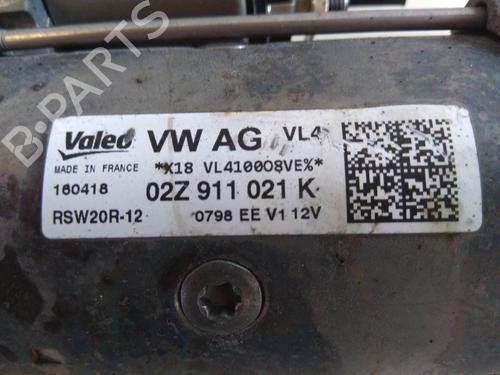 Valeo VW AG VL4
MADE IN FRANCE *X18 VL410008VE%*
160418 02Z 911 021 K
RSW20R-12 0798 EE V1 12V
B-PARTS